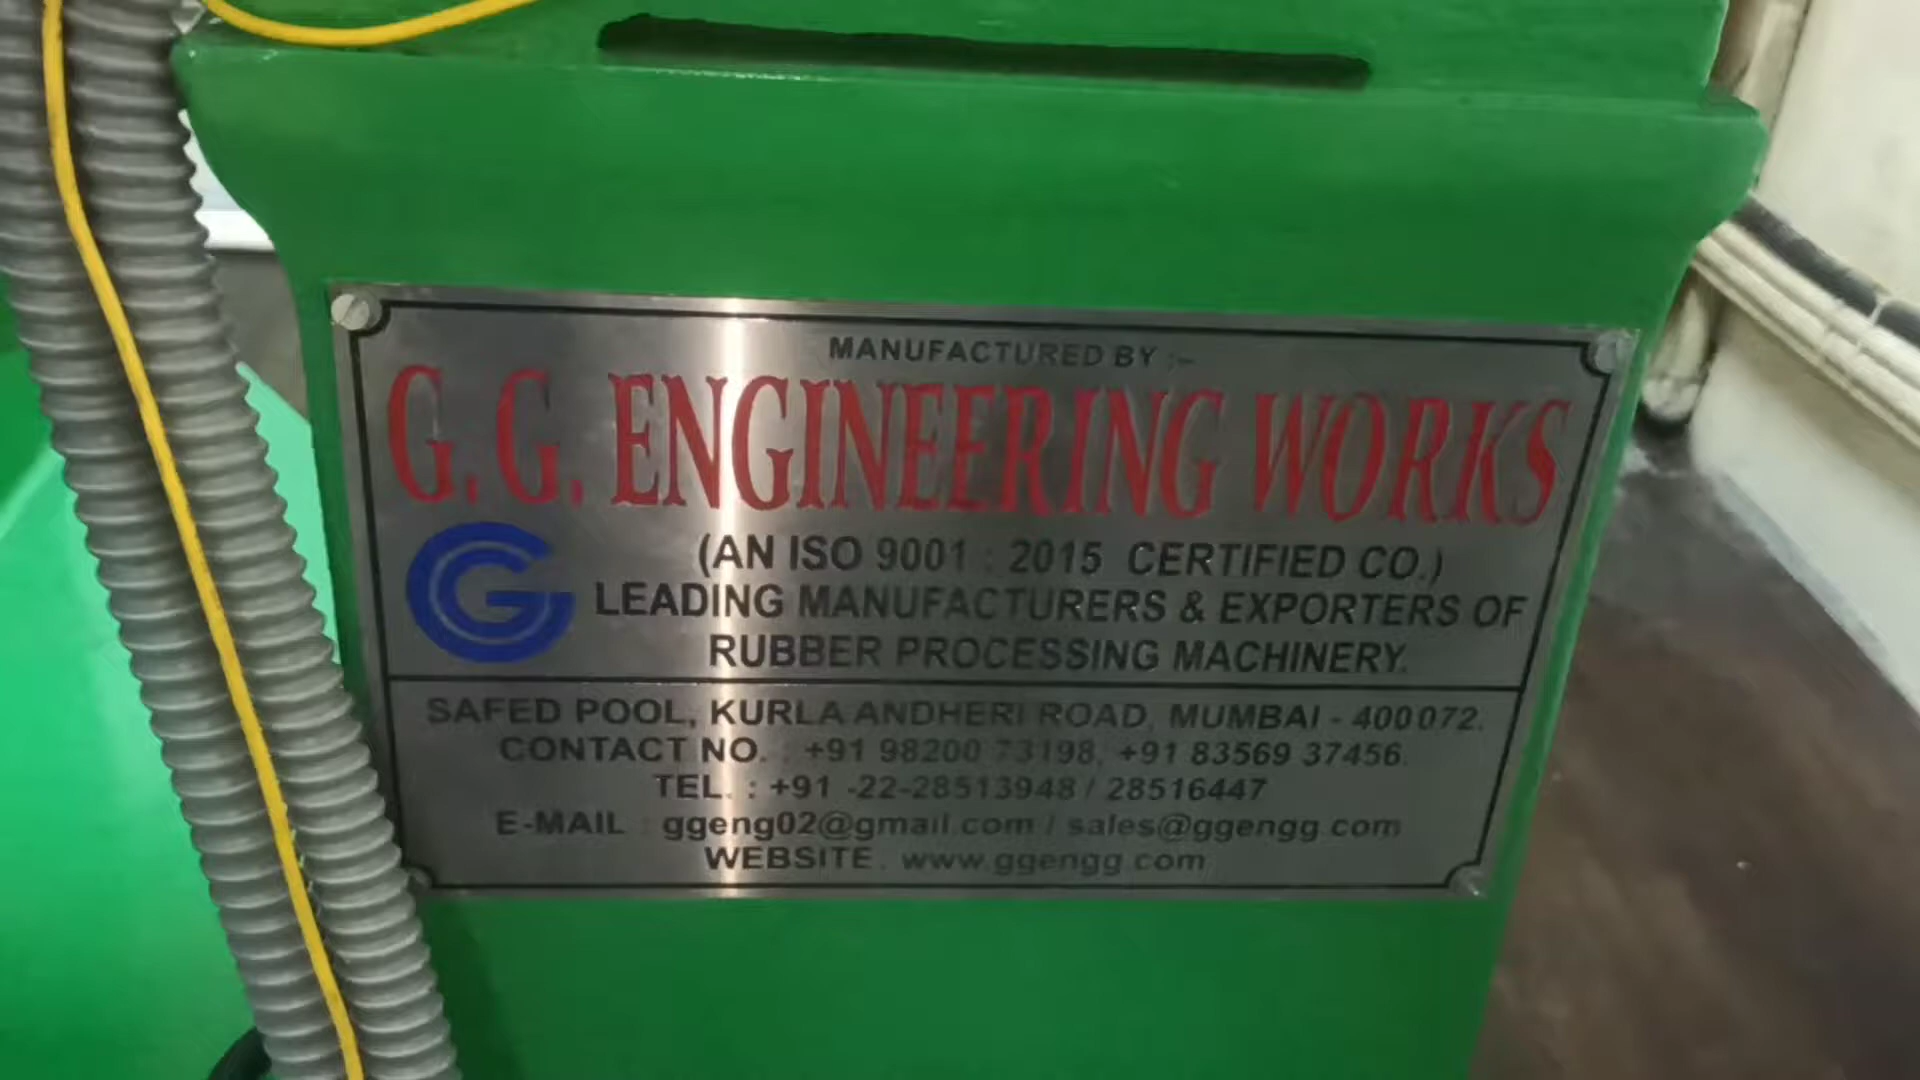 MANUFACTURED BY :-
G. G. ENGINEERING WORKS
(AN ISO 9001 : 2015 CERTIFIED CO.)
LEADING MANUFACTURERS & EXPORTERS OF
RUBBER PROCESSING MACHINERY.
SAFED POOL, KURLA ANDHERI ROAD, MUMBAI - 400072.
CONTACT NO. : +91 98200 73198, +91 83569 37456.
TEL. : +91 -22-28513948 / 28516447
E-MAIL : ggeng02@gmail.com / sales@ggengg.com
WEBSITE : www.ggengg.com